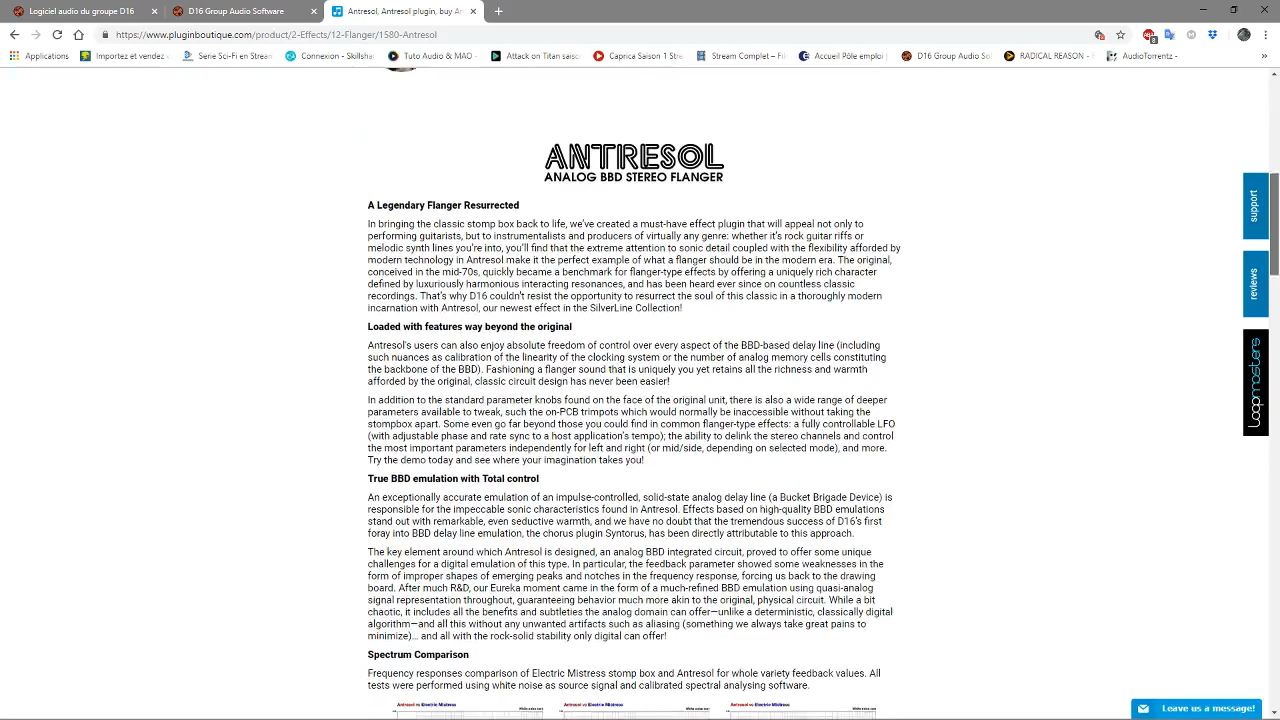 Logiciel audio du groupe D16
D16 Group Audio Software
Antresol, Antresol plugin, buy An
https://www.pluginboutique.com/product/2-Effects/12-Flanger/1580-Antresol
Applications
Importez et vendez v
Serie Sci-Fi en Stream
Connexion - Skillsha
Tuto Audio & MAO -
Attack on Titan saiso
Caprica Saison 1 Stre
Stream Complet – Fi
Accueil Pôle emploi |
D16 Group Audio So
RADICAL REASON -
AudioTorrentz -
ANTRESOL
ANALOG BBD STEREO FLANGER
A Legendary Flanger Resurrected
In bringing the classic stomp box back to life, we've created a must-have effect plugin that will appeal not only to
performing guitarists, but to instrumentalists and producers of virtually any genre: whether it's rock guitar riffs or
melodic synth lines you're into, you'll find that the extreme attention to sonic detail coupled with the flexibility afforded by
modern technology in Antresol make it the perfect example of what a flanger should be in the modern era. The original,
conceived in the mid-70s, quickly became a benchmark for flanger-type effects by offering a uniquely rich character
defined by luxuriously harmonious interacting resonances, and has been heard ever since on countless classic
recordings. That's why D16 couldn't resist the opportunity to resurrect the soul of this classic in a thoroughly modern
incarnation with Antresol, our newest effect in the SilverLine Collection!
Loaded with features way beyond the original
Antresol's users can also enjoy absolute freedom of control over every aspect of the BBD-based delay line (including
such nuances as calibration of the linearity of the clocking system or the number of analog memory cells constituting
the backbone of the BBD). Fashioning a flanger sound that is uniquely you yet retains all the richness and warmth
afforded by the original, classic circuit design has never been easier!
In addition to the standard parameter knobs found on the face of the original unit, there is also a wide range of deeper
parameters available to tweak, such the on-PCB trimpots which would normally be inaccessible without taking the
stompbox apart. Some even go far beyond those you could find in common flanger-type effects: a fully controllable LFO
(with adjustable phase and rate sync to a host application's tempo); the ability to delink the stereo channels and control
the most important parameters independently for left and right (or mid/side, depending on selected mode), and more.
Try the demo today and see where your imagination takes you!
True BBD emulation with Total control
An exceptionally accurate emulation of an impulse-controlled, solid-state analog delay line (a Bucket Brigade Device) is
responsible for the impeccable sonic characteristics found in Antresol. Effects based on high-quality BBD emulations
stand out with remarkable, even seductive warmth, and we have no doubt that the tremendous success of D16's first
foray into BBD delay line emulation, the chorus plugin Syntorus, has been directly attributable to this approach.
The key element around which Antresol is designed, an analog BBD integrated circuit, proved to offer some unique
challenges for a digital emulation of this type. In particular, the feedback parameter showed some weaknesses in the
form of improper shapes of emerging peaks and notches in the frequency response, forcing us back to the drawing
board. After much R&D, our Eureka moment came in the form of a much-refined BBD emulation using quasi-analog
signal representation throughout, guaranteeing behavior much more akin to the original, physical circuit. While a bit
chaotic, it includes all the benefits and subtleties the analog domain can offer—unlike a deterministic, classically digital
algorithm—and all this without any unwanted artifacts such as aliasing (something we always take great pains to
minimize)... and all with the rock-solid stability only digital can offer!
Spectrum Comparison
Frequency responses comparison of Electric Mistress stomp box and Antresol for whole variety feedback values. All
tests were performed using white noise as source signal and calibrated spectral analysing software.
Antresol vs Electric Mistress
White noise test
Antresol vs Electric Mistress
White noise test
Antresol vs Electric Mistress
White noise test
support
reviews
loopmasters
Leave us a message!